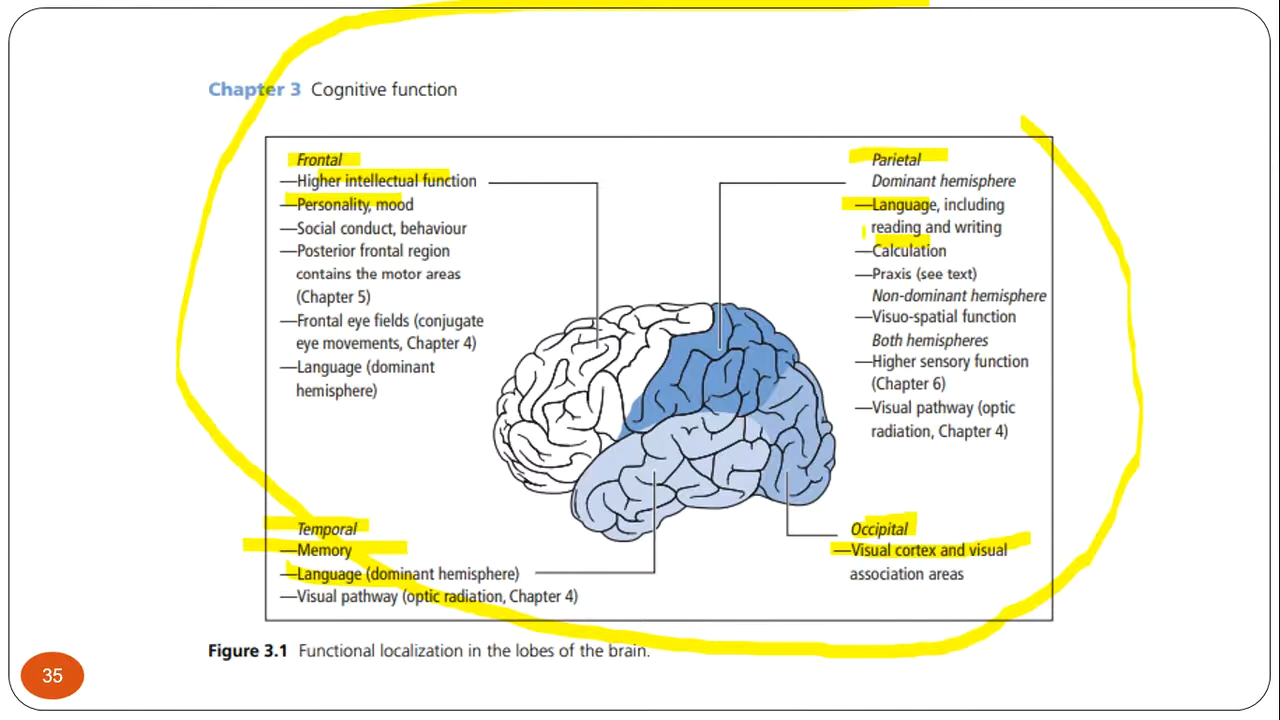 Chapter 3 Cognitive function
Frontal
—Higher intellectual function
—Personality, mood
—Social conduct, behaviour
—Posterior frontal region
contains the motor areas
(Chapter 5)
—Frontal eye fields (conjugate
eye movements, Chapter 4)
—Language (dominant
hemisphere)
Parietal
Dominant hemisphere
—Language, including
reading and writing
—Calculation
—Praxis (see text)
Non-dominant hemisphere
—Visuo-spatial function
Both hemispheres
—Higher sensory function
(Chapter 6)
—Visual pathway (optic
radiation, Chapter 4)
Temporal
—Memory
—Language (dominant hemisphere)
—Visual pathway (optic radiation, Chapter 4)
Occipital
—Visual cortex and visual
association areas
Figure 3.1 Functional localization in the lobes of the brain.
35